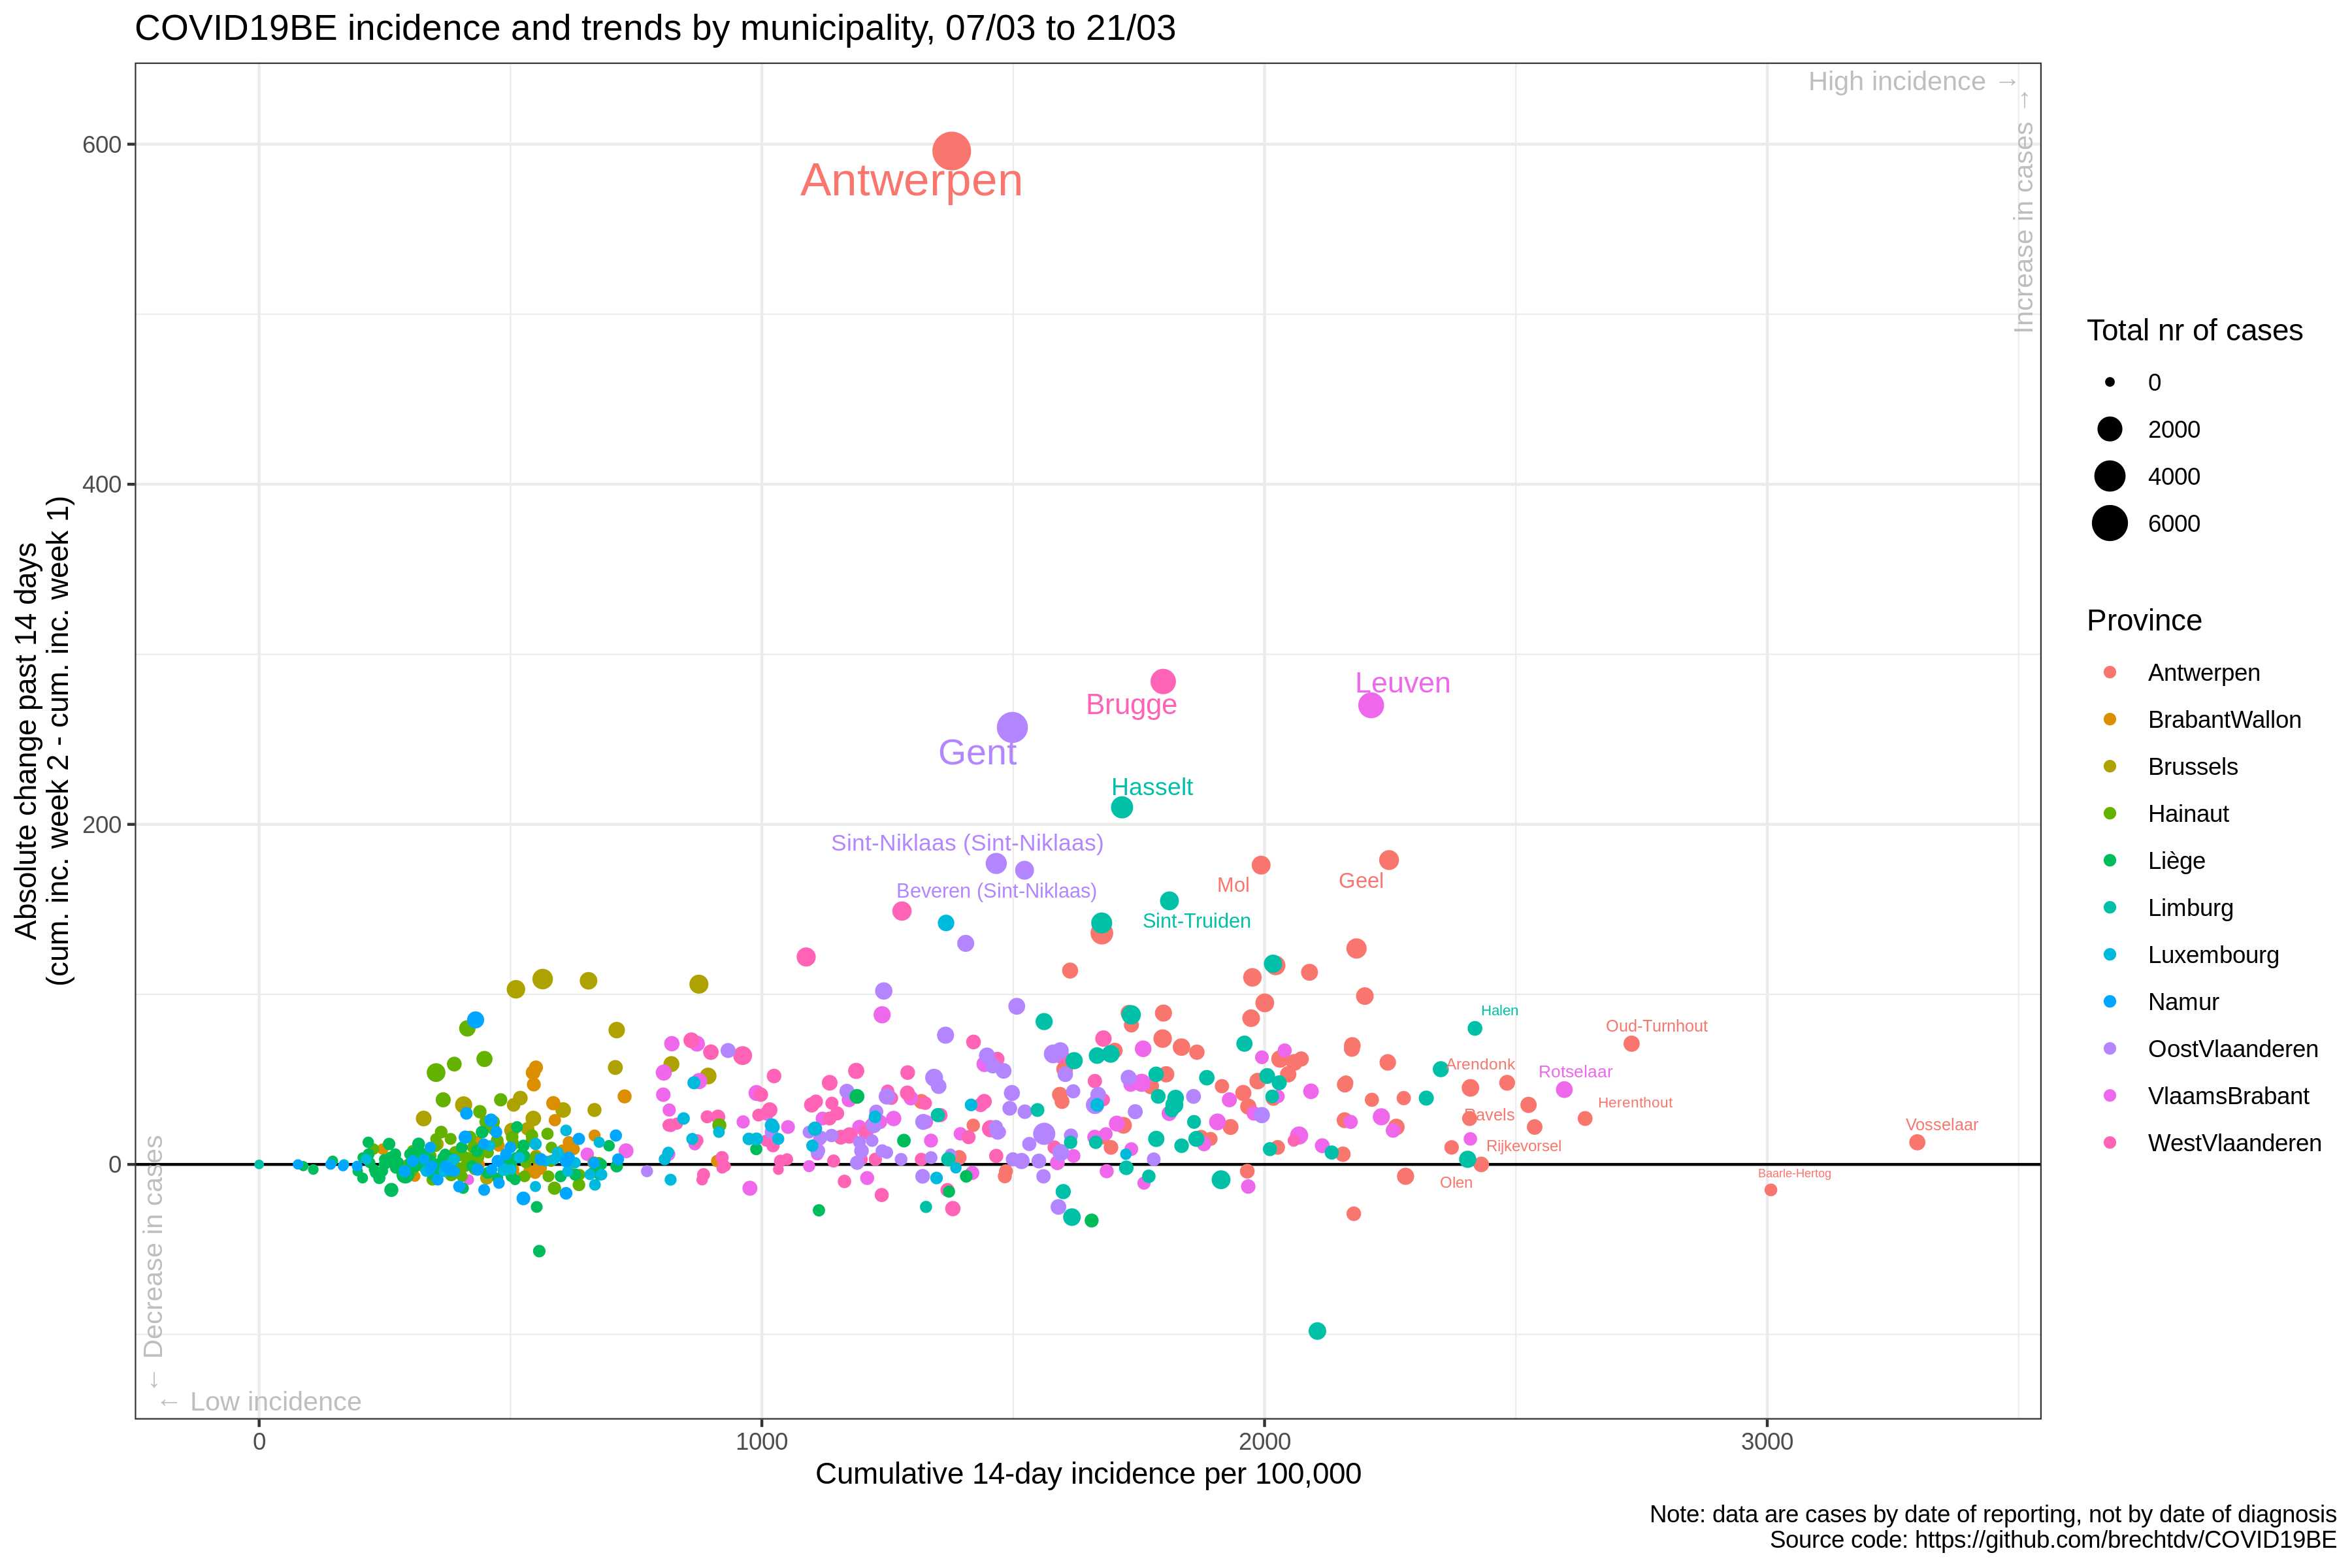 COVID19BE incidence and trends by municipality, 07/03 to 21/03
High incidence →
Increase in cases →
600
400
200
0
Absolute change past 14 days
(cum. inc. week 2 - cum. inc. week 1)
Antwerpen
Leuven
Brugge
Gent
Hasselt
Sint-Niklaas (Sint-Niklaas)
Beveren (Sint-Niklaas)
Mol
Geel
Sint-Truiden
Halen
Oud-Turnhout
Arendonk
Rotselaar
Herenthout
Ravels
Vosselaar
Rijkevorsel
Baarle-Hertog
Olen
← Decrease in cases
← Low incidence
0
1000
2000
3000
Cumulative 14-day incidence per 100,000
Total nr of cases
0
2000
4000
6000
Province
Antwerpen
BrabantWallon
Brussels
Hainaut
Liège
Limburg
Luxembourg
Namur
OostVlaanderen
VlaamsBrabant
WestVlaanderen
Note: data are cases by date of reporting, not by date of diagnosis
Source code: https://github.com/brechtdv/COVID19BE